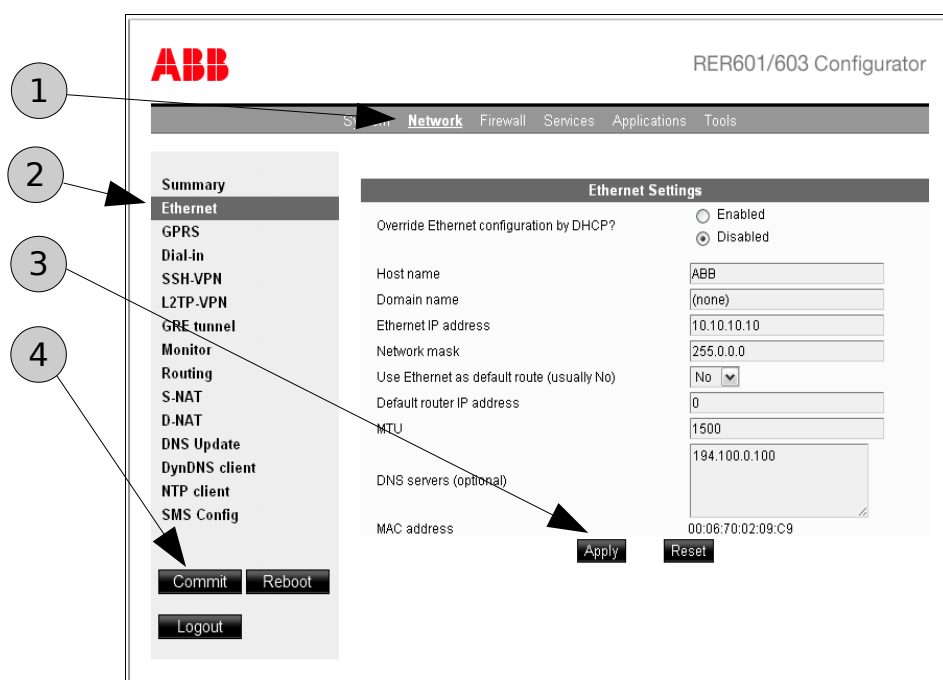 ABB
RER601/603 Configurator
1
System Network Firewall Services Applications Tools
2
Summary
Ethernet
GPRS
Dial-in
SSH-VPN
L2TP-VPN
GRE tunnel
Monitor
Routing
S-NAT
D-NAT
DNS Update
DynDNS client
NTP client
SMS Config
3
4
Commit Reboot
Logout
Ethernet Settings
Override Ethernet configuration by DHCP? Enabled
Disabled
Host name ABB
Domain name (none)
Ethernet IP address 10.10.10.10
Network mask 255.0.0.0
Use Ethernet as default route (usually No) No
Default router IP address 0
MTU 1500
DNS servers (optional) 194.100.0.100
MAC address 00:06:70:02:09:C9
Apply Reset